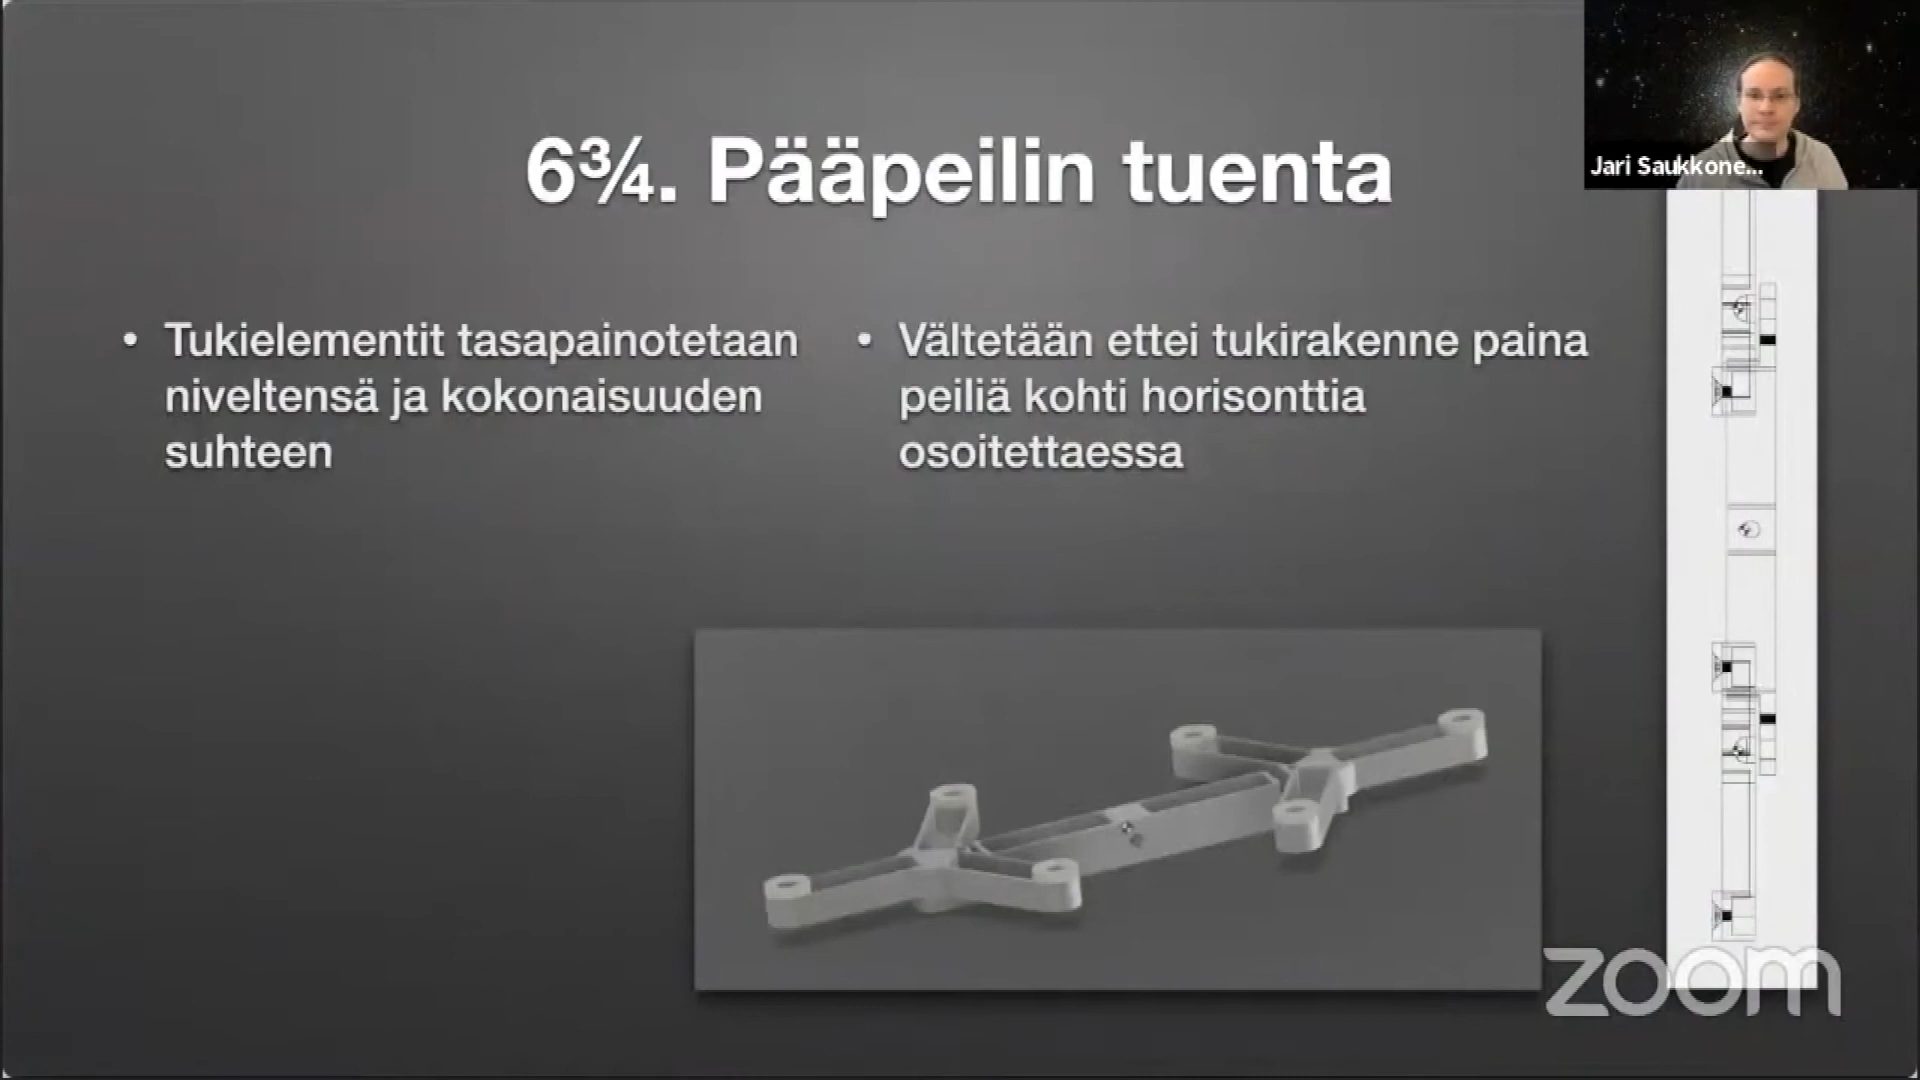 6¾. Pääpeilin tuenta
Jari Saukkone...
• Tukielementit tasapainotetaan
niveltensä ja kokonaisuuden
suhteen
• Vältetään ettei tukirakenne paina
peiliä kohti horisonttia
osoitettaessa
zoom